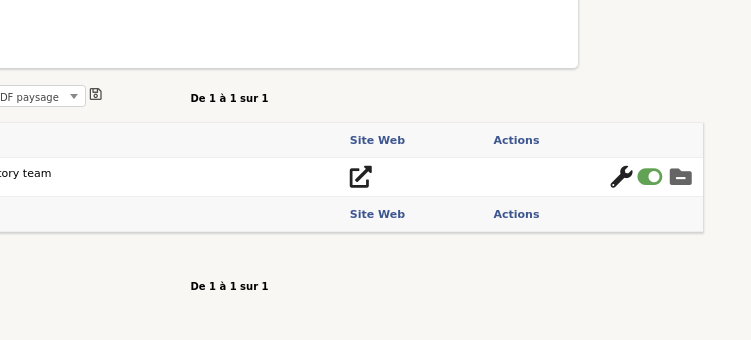 DF paysage
De 1 à 1 sur 1
Site Web Actions
tory team
Site Web Actions
De 1 à 1 sur 1